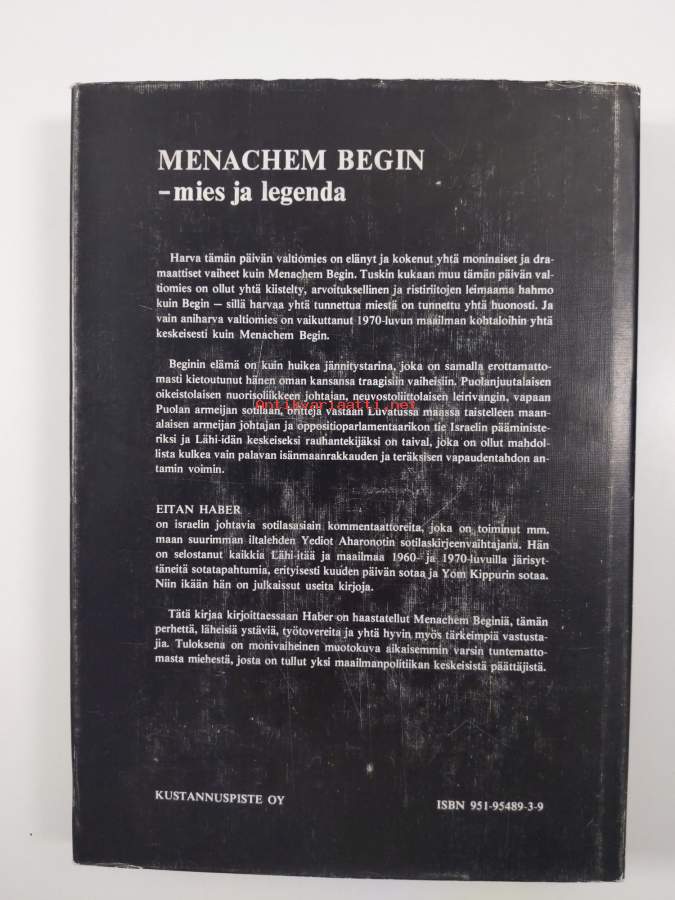 MENACHEM BEGIN
– mies ja legenda
Harva tämän päivän valtiomies on elänyt ja kokenut yhtä moninaiset ja dra-
maattiset vaiheet kuin Menachem Begin. Tuskin kukaan muu tämän päivän val-
tiomies on ollut yhtä kiistelty, arvoituksellinen ja ristiriitojen leimaama hahmo
kuin Begin — sillä harvaa yhtä tunnettua miestä on tunnettu yhtä huonosti. Ja
vain aniharva valtiomies on vaikuttanut 1970-luvun maailman kohtaloihin yhtä
keskeisesti kuin Menachem Begin.
Beginin elämä on kuin huikea jännitystarina, joka on samalla erottamatto-
masti kietoutunut hänen oman kansansa traagisiin vaiheisiin. Puolanjuutalaisen
oikeistolaisen nuorisoliikkeen johtajan, neuvostoliittolaisen leirivangin, vapaan
Antikvariaatti.net
Puolan armeijan sotilaan, brittejä vastaan Luvatussa maassa taistelleen maan-
alaisen armeijan johtajan ja oppositioparlamentaarikon tie Israelin pääministe-
riksi ja Lähi-idän keskeiseksi rauhantekijäksi on taival, joka on ollut mahdol-
lista kulkea vain palavan isänmaanrakkauden ja teräksisen vapaudentahdon an-
tamin voimin.
EITAN HABER
on israelin johtavia sotilasasiain kommentaattoreita, joka on toiminut mm.
maan suurimman iltalehden Yediot Aharonotin sotilaskirjeenvaihtajana. Hän
on selostanut kaikkia Lähi-itää ja maailmaa 1960- ja 1970-luvuilla järisyt-
täneitä sotatapahtumia, erityisesti kuuden päivän sotaa ja Yom Kippurin sotaa.
Niin ikään hän on julkaissut useita kirjoja.
Tätä kirjaa kirjoittaessaan Haber on haastatellut Menachem Beginiä, tämän
perhettä, läheisiä ystäviä, työtovereita ja yhtä hyvin myös tärkeimpiä vastusta-
jia. Tuloksena on monivaiheinen muotokuva aikaisemmin varsin tuntematto-
masta miehestä, josta on tullut yksi maailmanpolitiikan keskeisistä päättäjistä.
KUSTANNUSPISTE OY
ISBN 951-95489-3-9